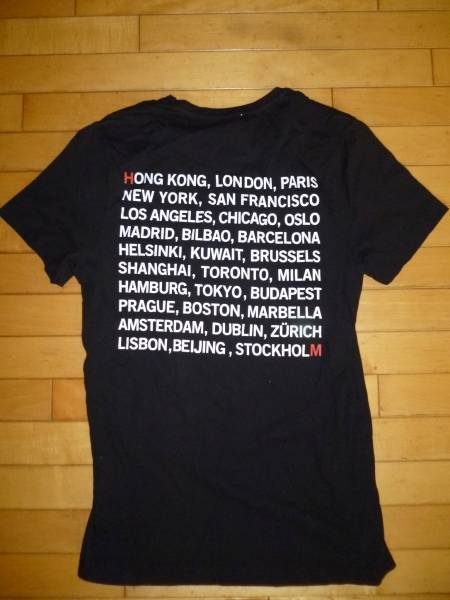 HONG KONG, LONDON, PARIS
NEW YORK, SAN FRANCISCO
LOS ANGELES, CHICAGO, OSLO
MADRID, BILBAO, BARCELONA
HELSINKI, KUWAIT, BRUSSELS
SHANGHAI, TORONTO, MILAN
HAMBURG, TOKYO, BUDAPEST
PRAGUE, BOSTON, MARBELLA
AMSTERDAM, DUBLIN, ZÜRICH
LISBON,BEIJING , STOCKHOLM